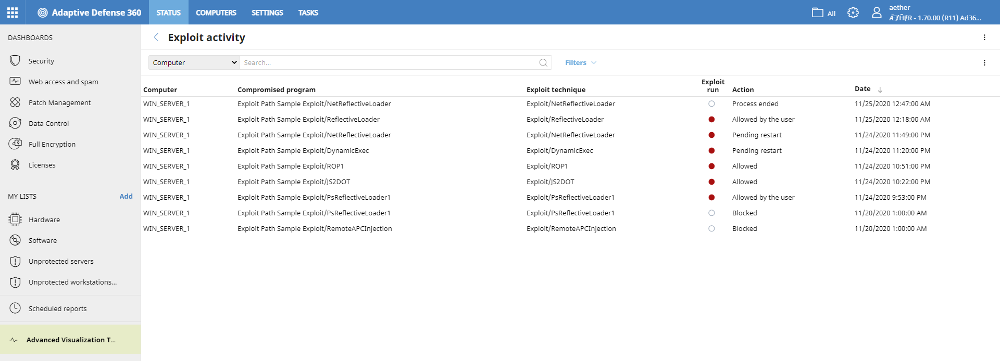 Adaptive Defense 360
STATUS
COMPUTERS
SETTINGS
TASKS
All
aether
DASHBOARDS
Security
Web access and spam
Patch Management
Data Control
Full Encryption
Licenses
MY LISTS Add
Hardware
Software
Unprotected servers
Unprotected workstations...
Scheduled reports
Advanced Visualization T...
Exploit activity
Computer Search... Filters
Computer Compromised program Exploit technique Exploit run Action Date
WIN_SERVER_1 Exploit Path Sample Exploit/NetReflectiveLoader Exploit/NetReflectiveLoader Process ended 11/25/2020 12:47:00 AM
WIN_SERVER_1 Exploit Path Sample Exploit/ReflectiveLoader Exploit/ReflectiveLoader Allowed by the user 11/25/2020 12:18:00 AM
WIN_SERVER_1 Exploit Path Sample Exploit/NetReflectiveLoader Exploit/NetReflectiveLoader Pending restart 11/24/2020 11:49:00 PM
WIN_SERVER_1 Exploit Path Sample Exploit/DynamicExec Exploit/DynamicExec Pending restart 11/24/2020 11:20:00 PM
WIN_SERVER_1 Exploit Path Sample Exploit/ROP1 Exploit/ROP1 Allowed 11/24/2020 10:51:00 PM
WIN_SERVER_1 Exploit Path Sample Exploit/JS2DOT Exploit/JS2DOT Allowed 11/24/2020 10:22:00 PM
WIN_SERVER_1 Exploit Path Sample Exploit/PsReflectiveLoader1 Exploit/PsReflectiveLoader1 Allowed by the user 11/24/2020 9:53:00 PM
WIN_SERVER_1 Exploit Path Sample Exploit/PsReflectiveLoader1 Exploit/PsReflectiveLoader1 Blocked 11/20/2020 1:00:00 AM
WIN_SERVER_1 Exploit Path Sample Exploit/RemoteAPCInjection Exploit/RemoteAPCInjection Blocked 11/20/2020 1:00:00 AM
- 1.70.00 (R11) Ad36...